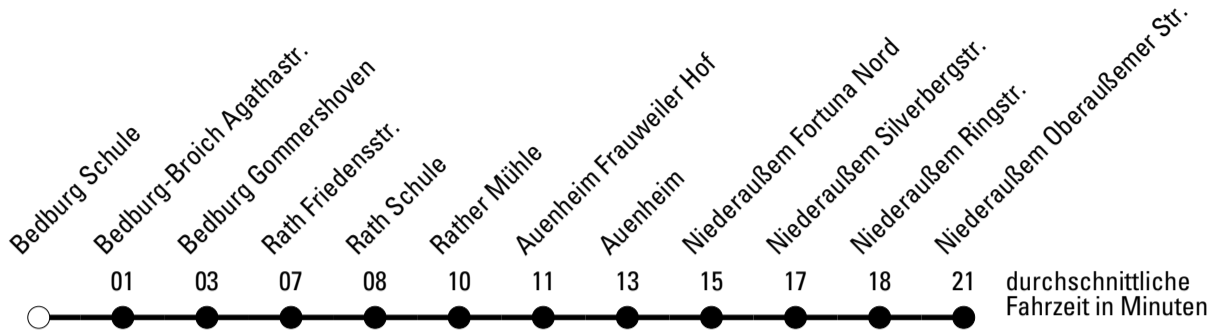 Bedburg Schule
Bedburg-Broich Agathastr.
Bedburg Gommershoven
Rath Friedensstr.
Rath Schule
Rather Mühle
Auenheim Frauweiler Hof
Auenheim
Niederaußem Fortuna Nord
Niederaußem Silverbergstr.
Niederaußem Ringstr.
Niederaußem Oberaußemer Str.
01 03 07 08 10 11 13 15 17 18 21
durchschnittliche
Fahrzeit in Minuten